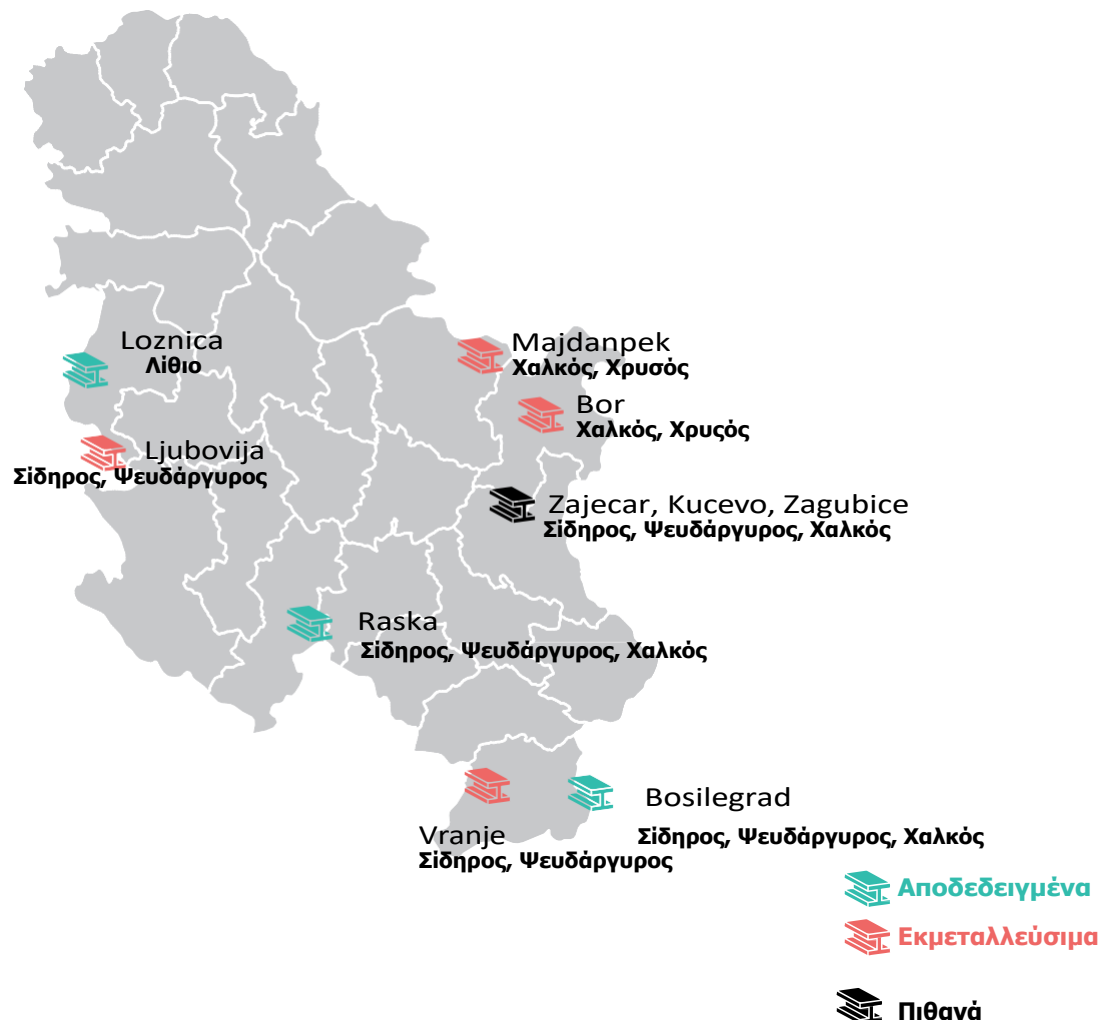 Loznica
Λίθιο
Majdanpek
Χαλκός, Χρυσός
Bor
Χαλκός, Χρυςός
Ljubovija
Σίδηρος, Ψευδάργυρος
Zajecar, Kucevo, Zagubice
Σίδηρος, Ψευδάργυρος, Χαλκός
Raska
Σίδηρος, Ψευδάργυρος, Χαλκός
Bosilegrad
Σίδηρος, Ψευδάργυρος, Χαλκός
Vranje
Σίδηρος, Ψευδάργυρος
Αποδεδειγμένα
Εκμεταλλεύσιμα
Πιθανά